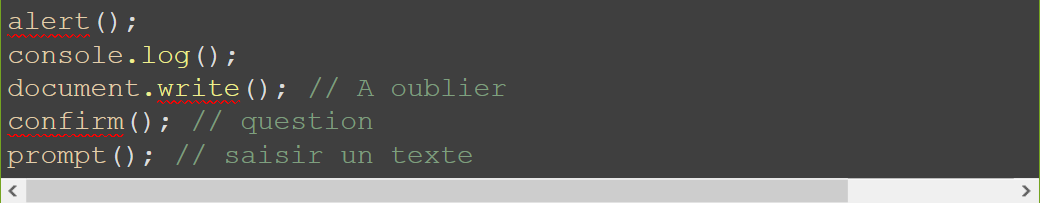 alert();
console.log();
document.write(); // A oublier
confirm(); // question
prompt(); // saisir un texte